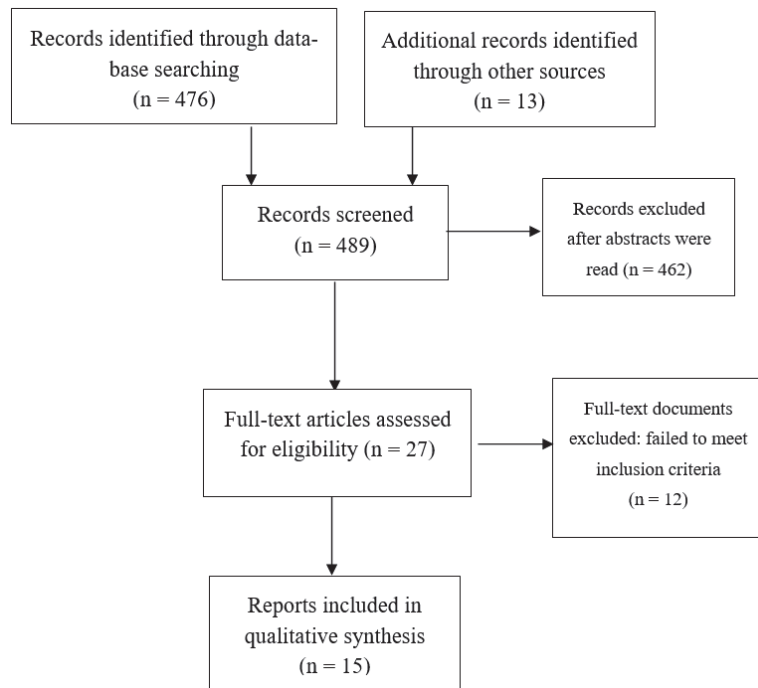 Records identified through data-
base searching
(n = 476)
Additional records identified
through other sources
(n = 13)
Records screened
(n = 489)
Records excluded
after abstracts were
read (n = 462)
Full-text articles assessed
for eligibility (n = 27)
Full-text documents
excluded: failed to meet
inclusion criteria
(n = 12)
Reports included in
qualitative synthesis
(n = 15)